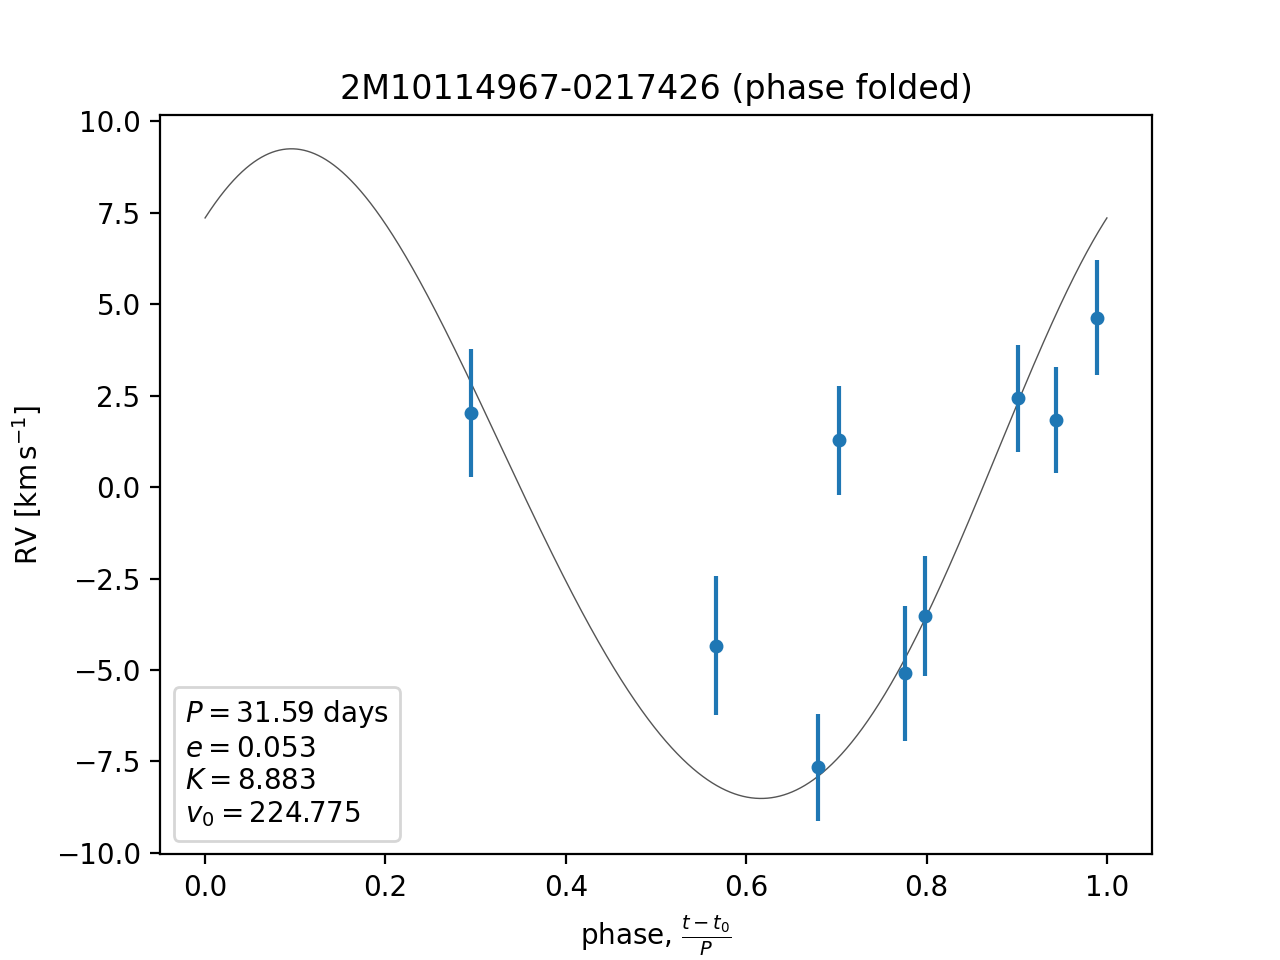 2M10114967-0217426 (phase folded)
RV [km s⁻¹]
10.0
7.5
5.0
2.5
0.0
−2.5
−5.0
−7.5
−10.0
P = 31.59 days
e = 0.053
K = 8.883
v₀ = 224.775
0.0 0.2 0.4 0.6 0.8 1.0
phase, (t − t₀)/P